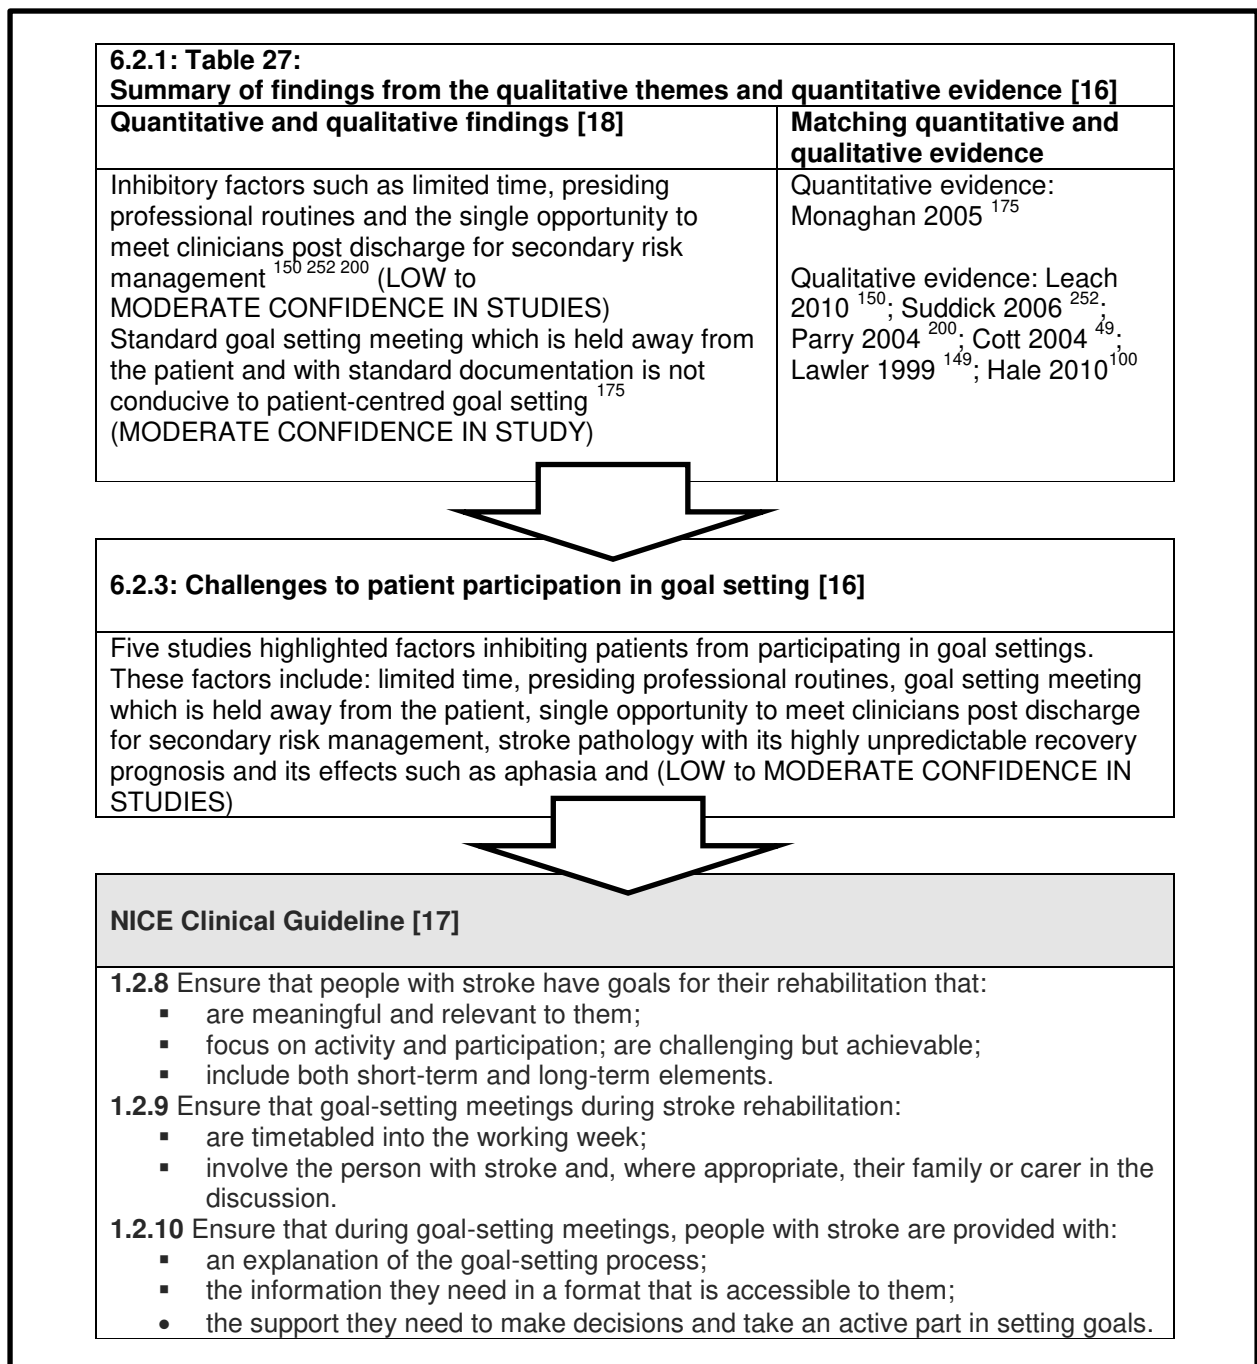 6.2.1: Table 27:
Summary of findings from the qualitative themes and quantitative evidence [16]
Quantitative and qualitative findings [18]
Matching quantitative and
qualitative evidence
Inhibitory factors such as limited time, presiding
professional routines and the single opportunity to
meet clinicians post discharge for secondary risk
management 150 252 200 (LOW to
MODERATE CONFIDENCE IN STUDIES)
Standard goal setting meeting which is held away from
the patient and with standard documentation is not
conducive to patient-centred goal setting 175
(MODERATE CONFIDENCE IN STUDY)
Quantitative evidence:
Monaghan 2005 175
Qualitative evidence: Leach
2010 150; Suddick 2006 252;
Parry 2004 200; Cott 2004 49;
Lawler 1999 149; Hale 2010100
6.2.3: Challenges to patient participation in goal setting [16]
Five studies highlighted factors inhibiting patients from participating in goal settings.
These factors include: limited time, presiding professional routines, goal setting meeting
which is held away from the patient, single opportunity to meet clinicians post discharge
for secondary risk management, stroke pathology with its highly unpredictable recovery
prognosis and its effects such as aphasia and (LOW to MODERATE CONFIDENCE IN
STUDIES)
NICE Clinical Guideline [17]
1.2.8 Ensure that people with stroke have goals for their rehabilitation that:
▪ are meaningful and relevant to them;
▪ focus on activity and participation; are challenging but achievable;
▪ include both short-term and long-term elements.
1.2.9 Ensure that goal-setting meetings during stroke rehabilitation:
▪ are timetabled into the working week;
▪ involve the person with stroke and, where appropriate, their family or carer in the
discussion.
1.2.10 Ensure that during goal-setting meetings, people with stroke are provided with:
▪ an explanation of the goal-setting process;
▪ the information they need in a format that is accessible to them;
• the support they need to make decisions and take an active part in setting goals.